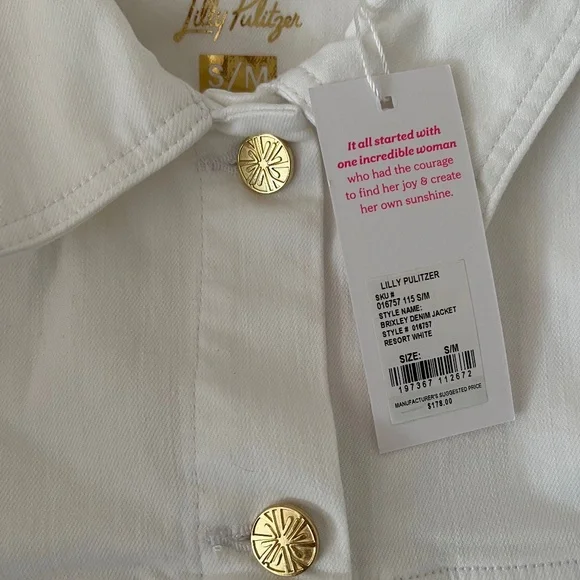 Lilly Pulitzer
S/M
It all started with
one incredible woman
who had the courage
to find her joy & create
her own sunshine.
LILLY PULITZER
SKU #
016757 115 S/M
STYLE NAME:
BRIXLEY DENIM JACKET
STYLE # 016757
RESORT WHITE
SIZE: S/M
197367 112672
MANUFACTURER'S SUGGESTED PRICE
$178.00